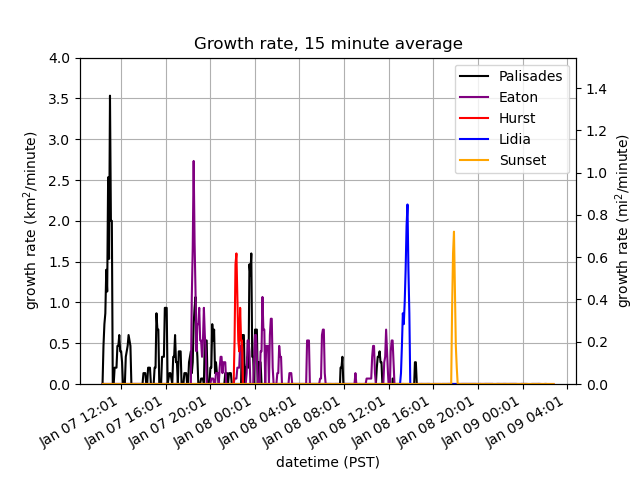 Growth rate, 15 minute average
growth rate (km²/minute)
4.0
3.5
3.0
2.5
2.0
1.5
1.0
0.5
0.0
Palisades
Eaton
Hurst
Lidia
Sunset
1.4
1.2
1.0
0.8
0.6
0.4
0.2
0.0
growth rate (mi²/minute)
Jan 07 12:01
Jan 07 16:01
Jan 07 20:01
Jan 08 00:01
Jan 08 04:01
Jan 08 08:01
Jan 08 12:01
Jan 08 16:01
Jan 08 20:01
Jan 09 00:01
Jan 09 04:01
datetime (PST)